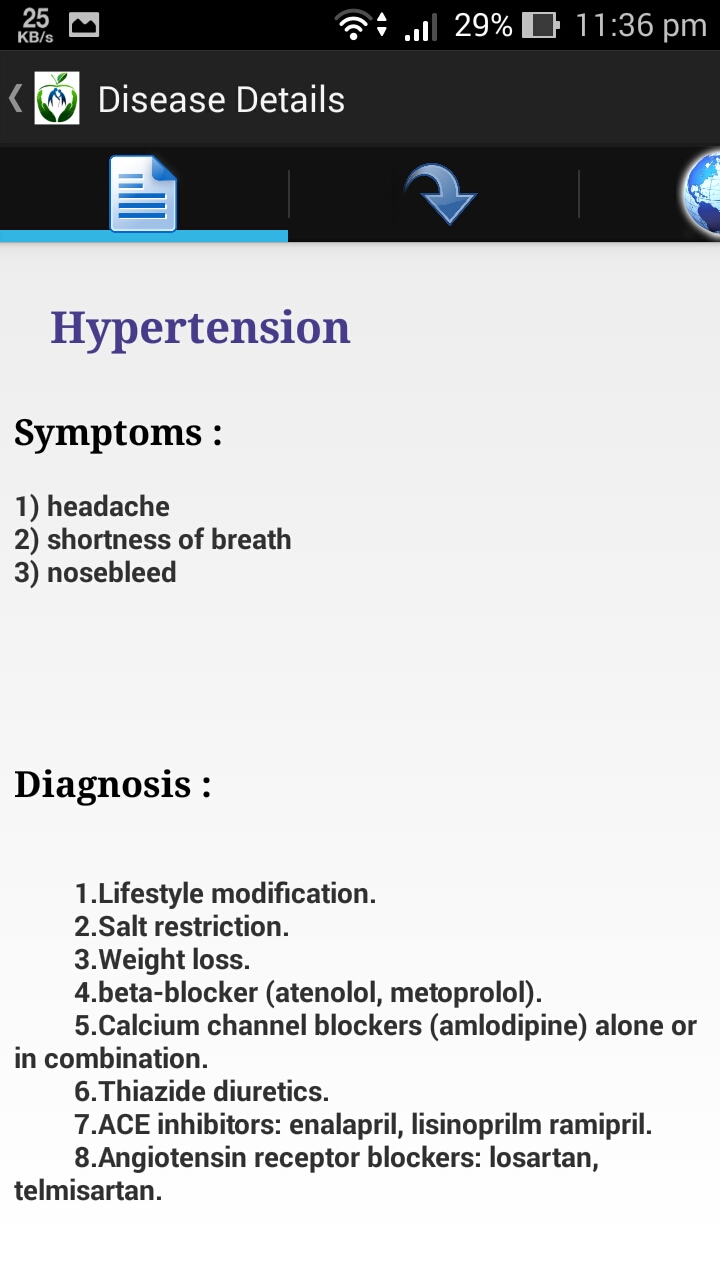 25
KB/s
29%
11:36 pm
Disease Details
Hypertension
Symptoms :
1) headache
2) shortness of breath
3) nosebleed
Diagnosis :
1.Lifestyle modification.
2.Salt restriction.
3.Weight loss.
4.beta-blocker (atenolol, metoprolol).
5.Calcium channel blockers (amlodipine) alone or
in combination.
6.Thiazide diuretics.
7.ACE inhibitors: enalapril, lisinoprilm ramipril.
8.Angiotensin receptor blockers: losartan,
telmisartan.